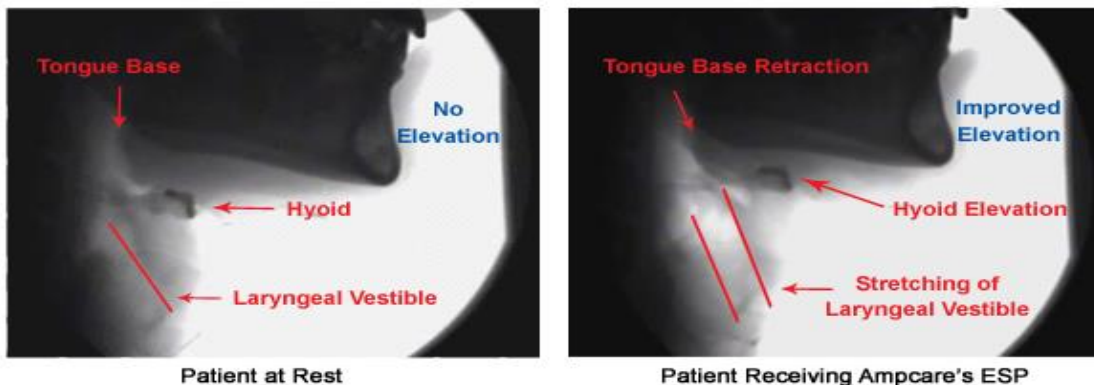 Tongue Base
No
Elevation
Hyoid
Laryngeal Vestible
Patient at Rest
Tongue Base Retraction
Improved
Elevation
Hyoid Elevation
Stretching of
Laryngeal Vestible
Patient Receiving Ampcare's ESP